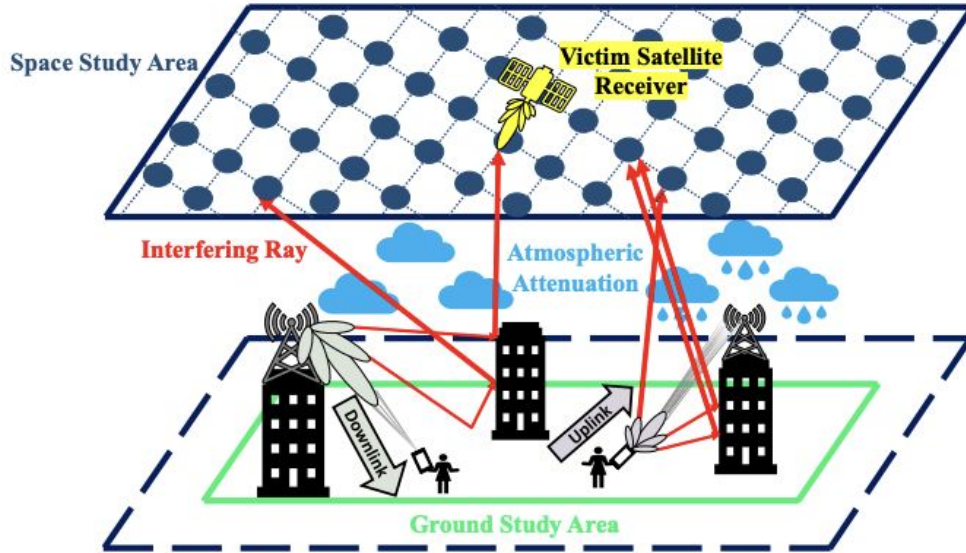 Space Study Area
Victim Satellite
Receiver
Interfering Ray
Atmospheric
Attenuation
Downlink
Uplink
Ground Study Area